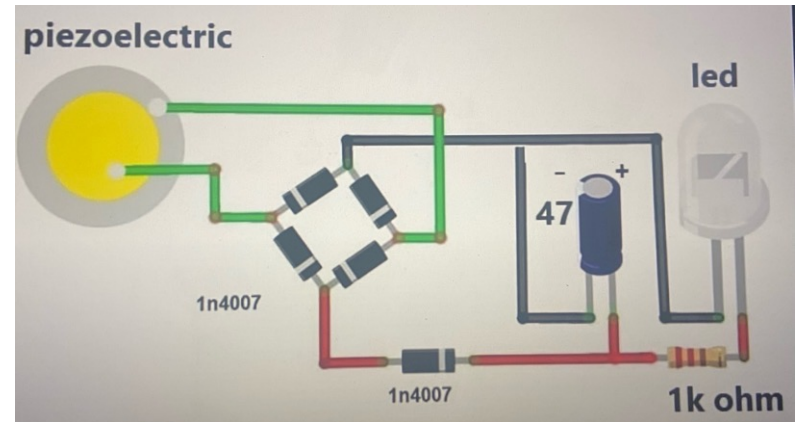 piezoelectric
led
- +
47
1n4007
1n4007
1k ohm